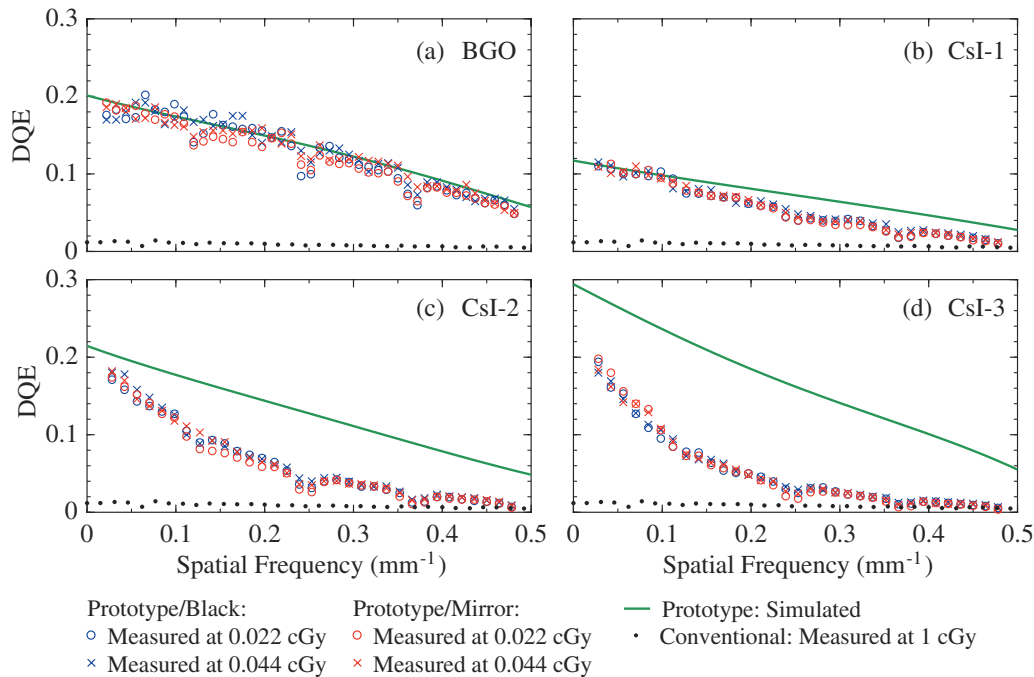 0.3
(a) BGO
(b) CsI-1
0.2
DQE
0.1
0
0.3
(c) CsI-2
(d) CsI-3
0.2
DQE
0.1
0
0 0.1 0.2 0.3 0.4 0.5 0 0.1 0.2 0.3 0.4 0.5
Spatial Frequency (mm⁻¹) Spatial Frequency (mm⁻¹)
Prototype/Black: Prototype/Mirror: Prototype: Simulated
Measured at 0.022 cGy Measured at 0.022 cGy Conventional: Measured at 1 cGy
Measured at 0.044 cGy Measured at 0.044 cGy